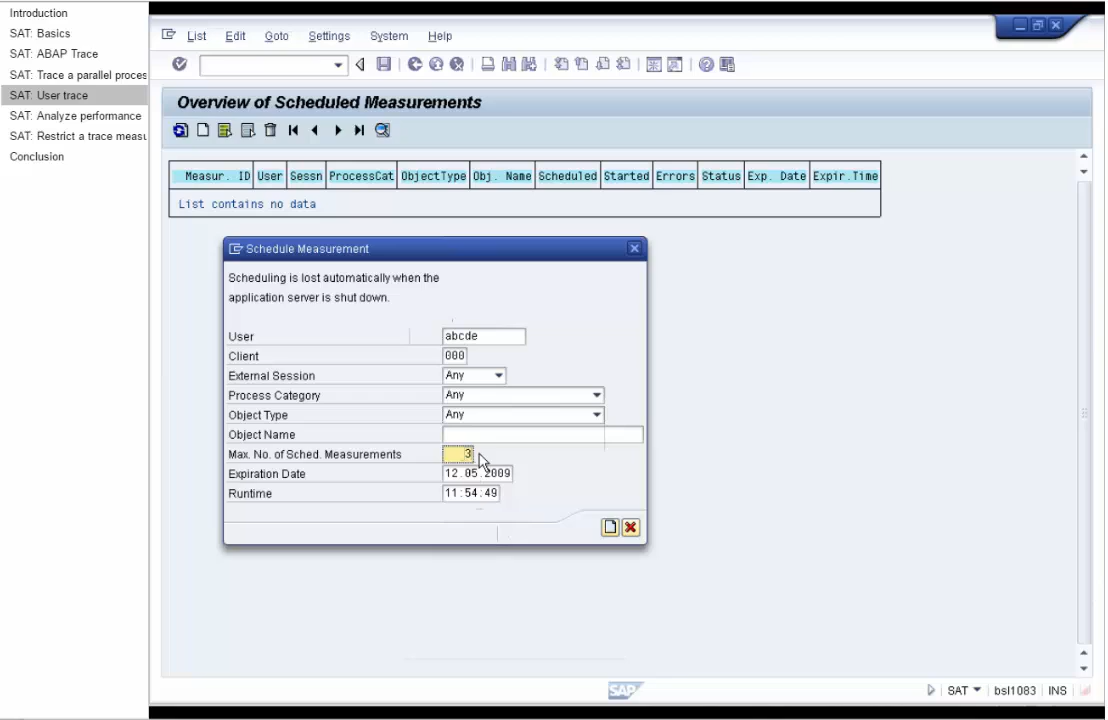 Introduction
SAT: Basics
SAT: ABAP Trace
SAT: Trace a parallel proces
SAT: User trace
SAT: Analyze performance
SAT: Restrict a trace measu
Conclusion
List Edit Goto Settings System Help
Overview of Scheduled Measurements
Measur. ID User Sessn ProcessCat ObjectType Obj. Name Scheduled Started Errors Status Exp. Date Expir.Time
List contains no data
Schedule Measurement
Scheduling is lost automatically when the
application server is shut down.
User abcde
Client 000
External Session Any
Process Category Any
Object Type Any
Object Name
Max. No. of Sched. Measurements 3
Expiration Date 12.05.2009
Runtime 11:54:49
SAP SAT bsl1083 INS